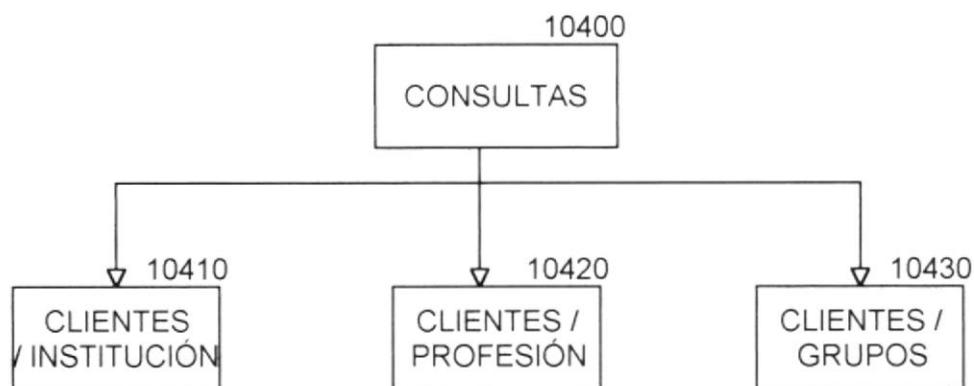 10400
CONSULTAS
10410
CLIENTES
/ INSTITUCIÓN
10420
CLIENTES /
PROFESIÓN
10430
CLIENTES /
GRUPOS